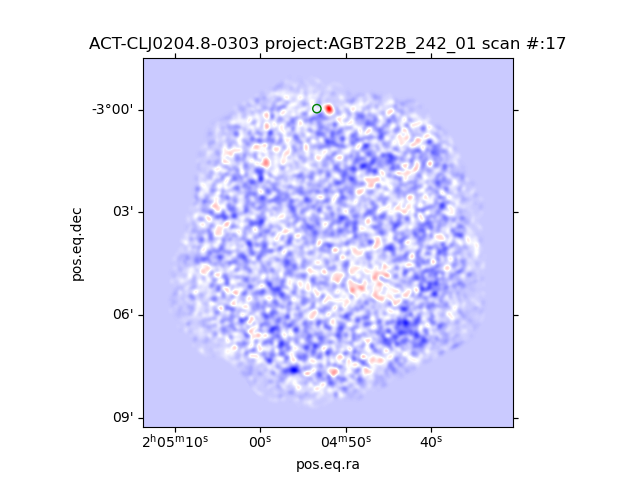 ACT-CLJ0204.8-0303 project:AGBT22B_242_01 scan #:17
-3°00'
03'
06'
09'
pos.eq.dec
2ʰ05ᵐ10ˢ 00ˢ 04ᵐ50ˢ 40ˢ
pos.eq.ra